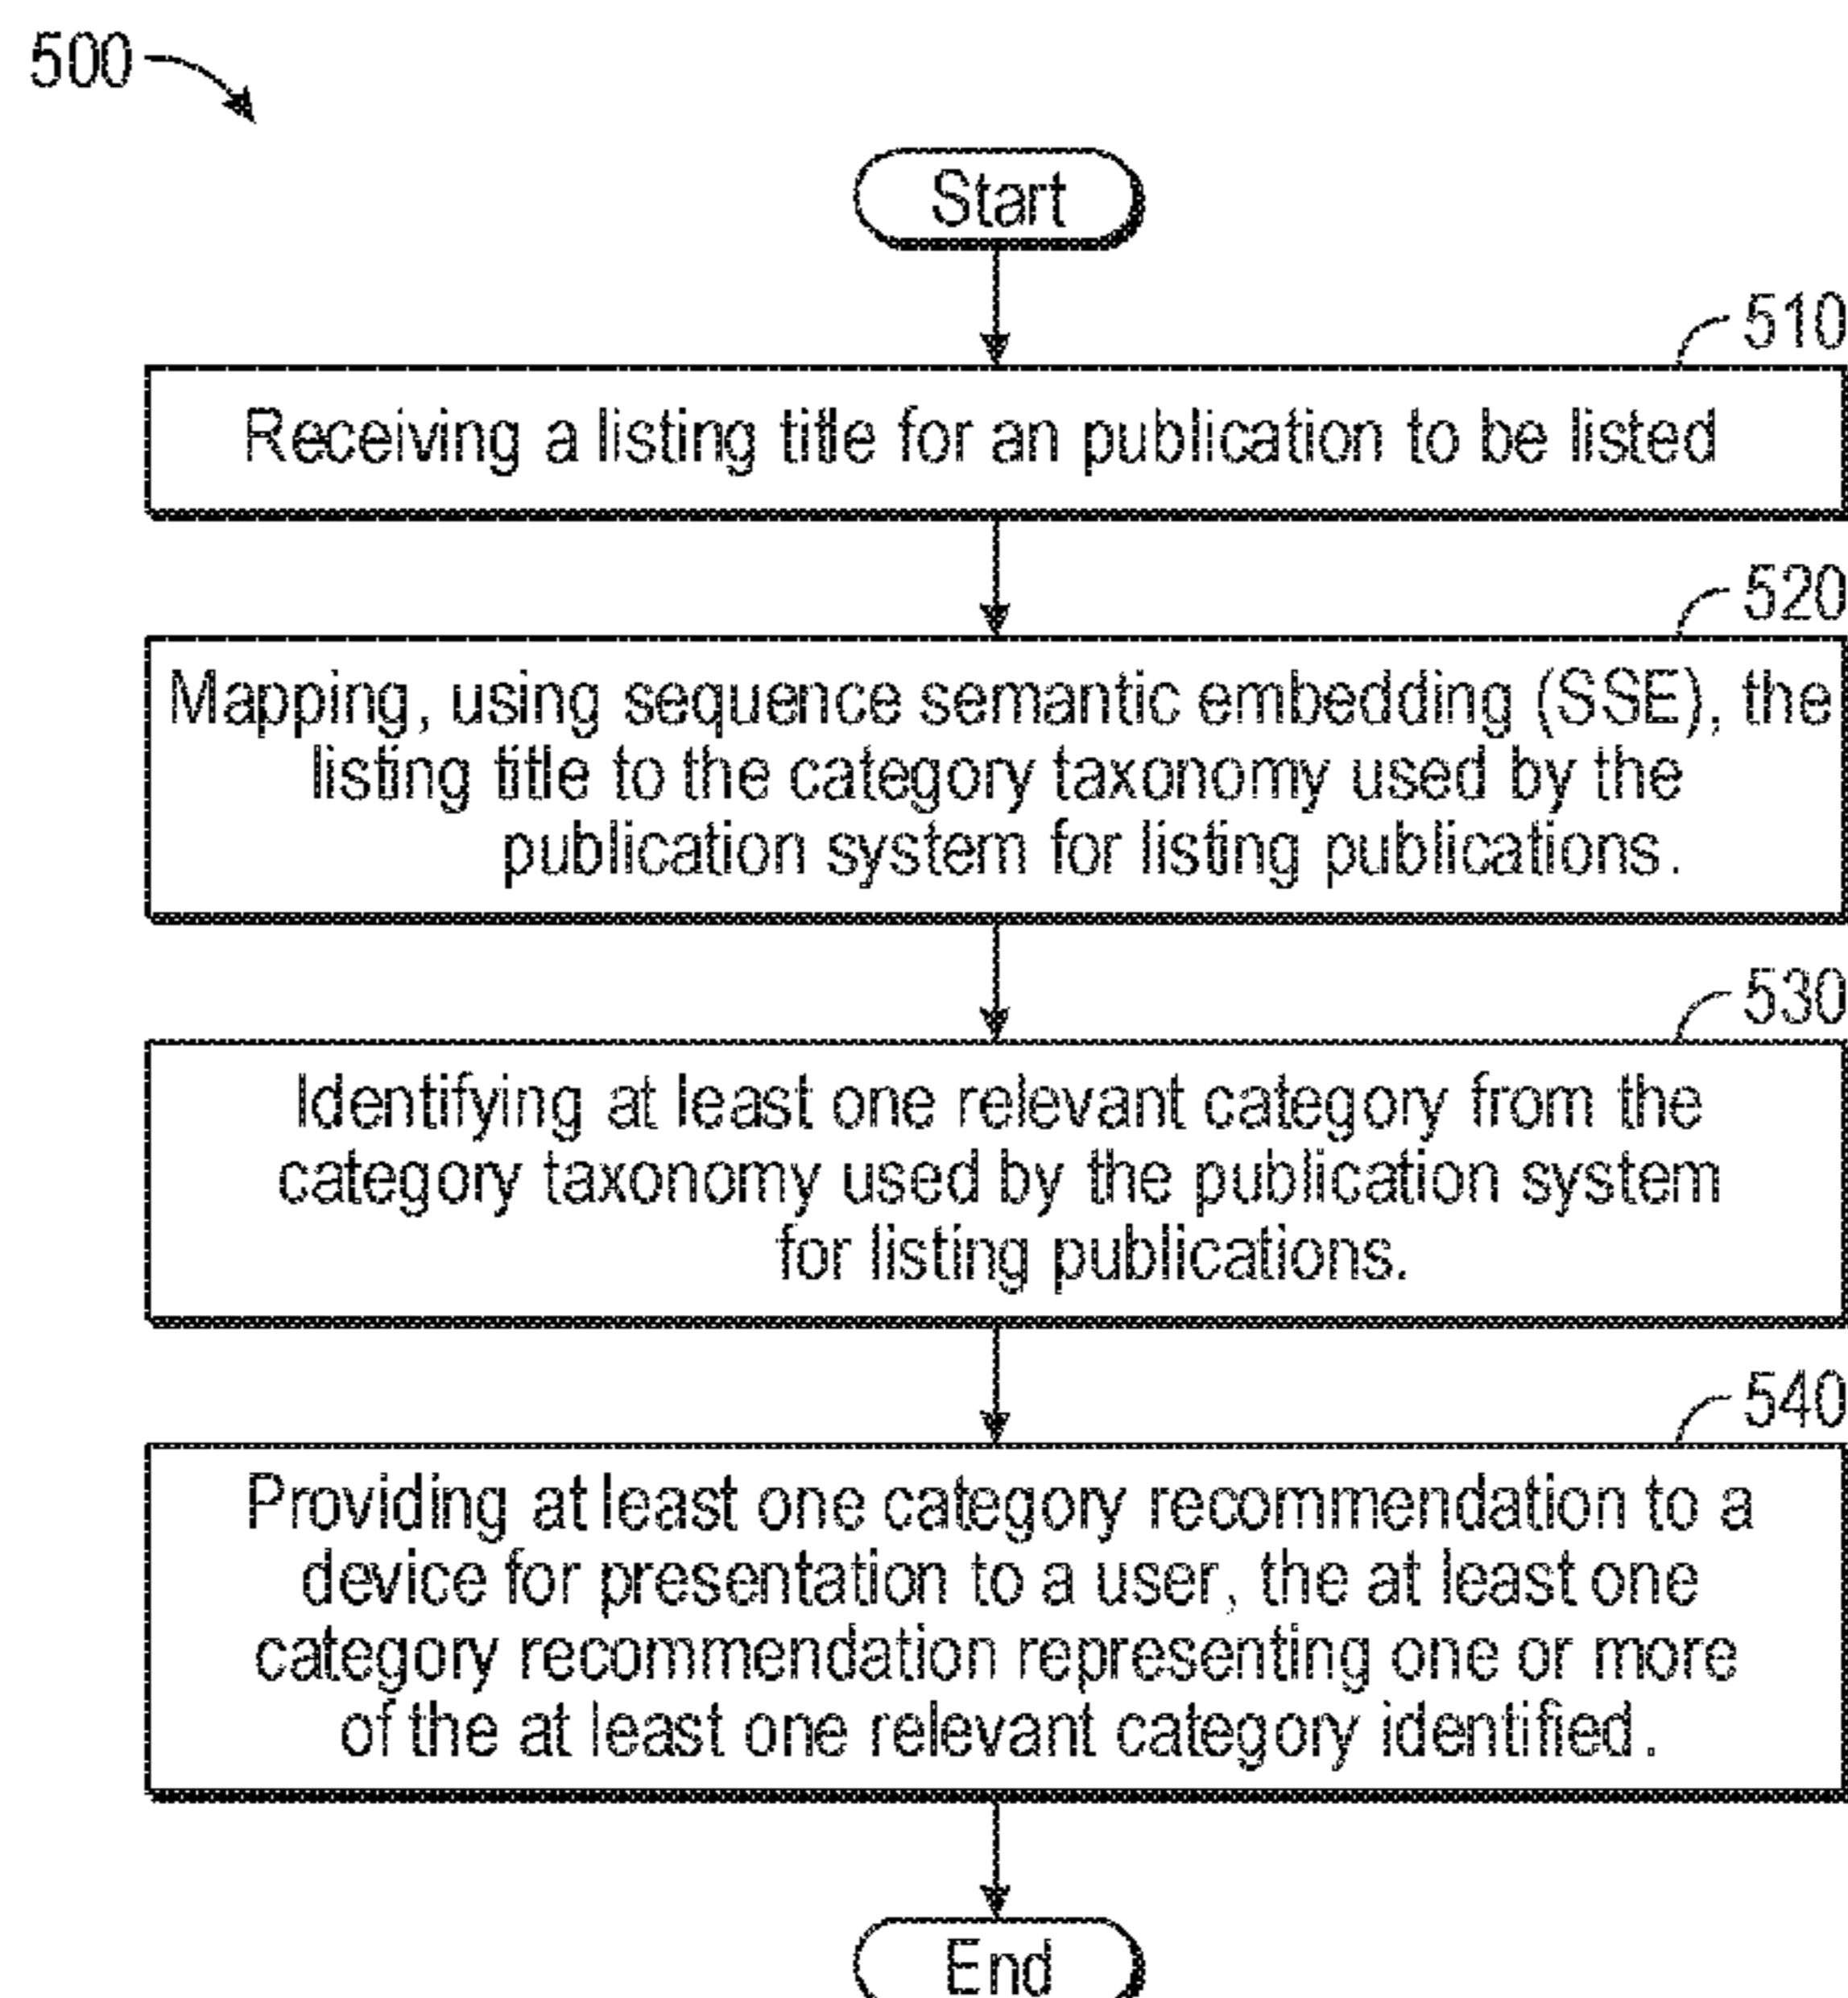 500
Start
510
Receiving a listing title for an publication to be listed
520
Mapping, using sequence semantic embedding (SSE), the
listing title to the category taxonomy used by the
publication system for listing publications.
530
Identifying at least one relevant category from the
category taxonomy used by the publication system
for listing publications.
540
Providing at least one category recommendation to a
device for presentation to a user, the at least one
category recommendation representing one or more
of the at least one relevant category identified.
End